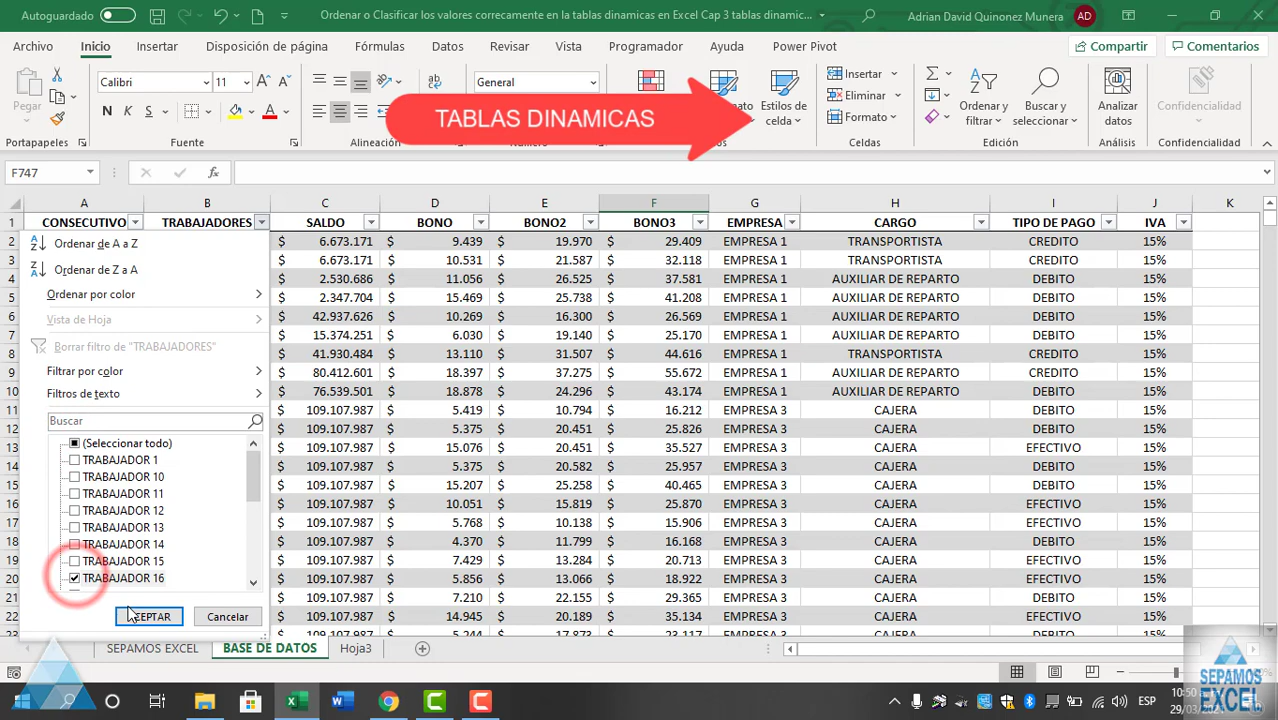 Autoguardado Ordenar o Clasificar los valores correcamente en la tablas dinamicas en Excel Cap 3 tablas dinamic... Adrian David Quinonez Munera AD
Archivo Inicio Insertar Disposición de página Fórmulas Datos Revisar Vista Programador Ayuda Power Pivot Compartir Comentarios
Pegar Calibri 11 N K S General Estilos de celda Insertar Eliminar Formato Ordenar y filtrar Buscar y seleccionar Analizar datos Confidencialidad
TABLAS DINAMICAS
Portapapeles Fuente Alineación Celdas Edición Análisis Confidencialidad
F747 fx
A B C D E F G H I J K
1 CONSECUTIVO TRABAJADORES SALDO BONO BONO2 BONO3 EMPRESA CARGO TIPO DE PAGO IVA
2 $ 6.673.171 $ 9.439 $ 19.970 $ 29.409 EMPRESA 1 TRANSPORTISTA CREDITO 15%
3 $ 6.673.171 $ 10.531 $ 21.587 $ 32.118 EMPRESA 1 TRANSPORTISTA CREDITO 15%
4 $ 2.530.686 $ 11.056 $ 26.525 $ 37.581 EMPRESA 1 AUXILIAR DE REPARTO DEBITO 15%
5 $ 2.347.704 $ 15.469 $ 25.738 $ 41.208 EMPRESA 1 AUXILIAR DE REPARTO DEBITO 15%
6 $ 42.937.626 $ 10.269 $ 16.300 $ 26.569 EMPRESA 1 AUXILIAR DE REPARTO DEBITO 15%
7 $ 15.374.251 $ 6.030 $ 19.140 $ 25.170 EMPRESA 1 AUXILIAR DE REPARTO DEBITO 15%
8 $ 41.930.484 $ 13.110 $ 31.507 $ 44.616 EMPRESA 1 TRANSPORTISTA DEBITO 15%
9 $ 80.412.601 $ 18.397 $ 37.275 $ 55.672 EMPRESA 1 AUXILIAR DE REPARTO CREDITO 15%
10 $ 76.539.501 $ 18.878 $ 24.296 $ 43.174 EMPRESA 1 AUXILIAR DE REPARTO DEBITO 15%
11 $ 109.107.987 $ 5.419 $ 10.794 $ 16.212 EMPRESA 3 CAJERA DEBITO 15%
12 $ 109.107.987 $ 5.375 $ 20.451 $ 25.826 EMPRESA 3 CAJERA DEBITO 15%
13 $ 109.107.987 $ 15.076 $ 20.451 $ 35.527 EMPRESA 3 CAJERA EFECTIVO 15%
14 $ 109.107.987 $ 5.375 $ 20.582 $ 25.957 EMPRESA 3 CAJERA DEBITO 15%
15 $ 109.107.987 $ 15.207 $ 25.258 $ 40.465 EMPRESA 3 CAJERA EFECTIVO 15%
16 $ 109.107.987 $ 10.051 $ 15.819 $ 25.870 EMPRESA 3 CAJERA EFECTIVO 15%
17 $ 109.107.987 $ 5.768 $ 10.138 $ 15.906 EMPRESA 3 CAJERA EFECTIVO 15%
18 $ 109.107.987 $ 4.370 $ 11.799 $ 16.168 EMPRESA 3 CAJERA EFECTIVO 15%
19 $ 109.107.987 $ 7.429 $ 13.284 $ 20.713 EMPRESA 3 CAJERA EFECTIVO 15%
20 $ 109.107.987 $ 5.856 $ 13.066 $ 18.922 EMPRESA 3 CAJERA EFECTIVO 15%
21 $ 109.107.987 $ 7.210 $ 22.155 $ 29.365 EMPRESA 3 CAJERA EFECTIVO 15%
22 $ 109.107.987 $ 14.945 $ 20.189 $ 35.134 EMPRESA 3 CAJERA EFECTIVO 15%
Ordenar de A a Z
Ordenar de Z a A
Ordenar por color
Vista de Hoja
Borrar filtro de "TRABAJADORES"
Filtrar por color
Filtros de texto
Buscar
(Seleccionar todo)
TRABAJADOR 1
TRABAJADOR 10
TRABAJADOR 11
TRABAJADOR 12
TRABAJADOR 13
TRABAJADOR 14
TRABAJADOR 15
TRABAJADOR 16
Cancelar
SEPAMOS EXCEL BASE DE DATOS Hoja3
ESP
SEPAMOS
EXCEL